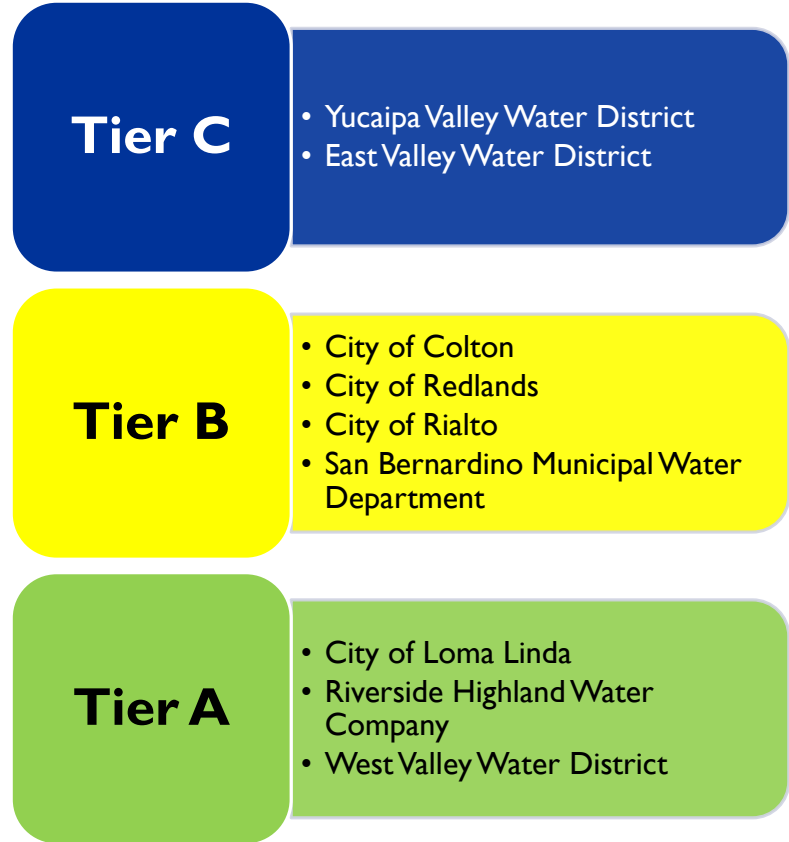 Tier C
• Yucaipa Valley Water District
• East Valley Water District
Tier B
• City of Colton
• City of Redlands
• City of Rialto
• San Bernardino Municipal Water
Department
Tier A
• City of Loma Linda
• Riverside Highland Water
Company
• West Valley Water District